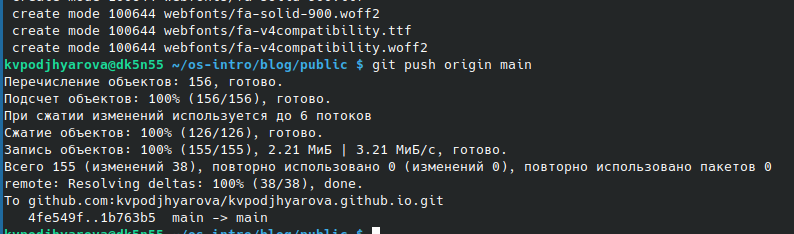 create mode 100644 webfonts/fa-solid-900.woff2
create mode 100644 webfonts/fa-v4compatibility.ttf
create mode 100644 webfonts/fa-v4compatibility.woff2
kvpodjhyarova@dk5n55 ~/os-intro/blog/public $ git push origin main
Перечисление объектов: 156, готово.
Подсчет объектов: 100% (156/156), готово.
При сжатии изменений используется до 6 потоков
Сжатие объектов: 100% (126/126), готово.
Запись объектов: 100% (155/155), 2.21 МиБ | 3.21 МиБ/с, готово.
Всего 155 (изменений 38), повторно использовано 0 (изменений 0), повторно использовано пакетов 0
remote: Resolving deltas: 100% (38/38), done.
To github.com:kvpodjhyarova/kvpodjhyarova.github.io.git
4fe549f..1b763b5  main -> main
kvpodjhyarova@dk5n55 ~/os-intro/blog/public $